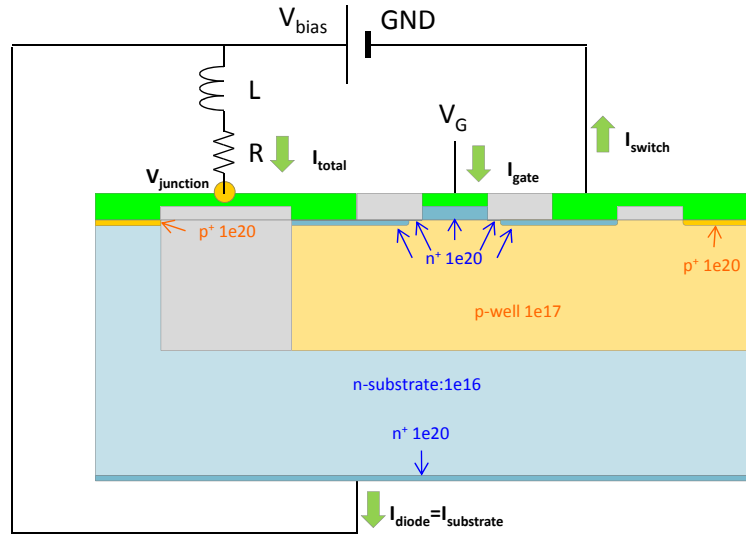 V_bias GND
L
V_G
R I_total I_gate I_switch
V_junction
p⁺ 1e20 n⁺ 1e20 p⁺ 1e20
p-well 1e17
n-substrate:1e16
n⁺ 1e20
I_diode=I_substrate